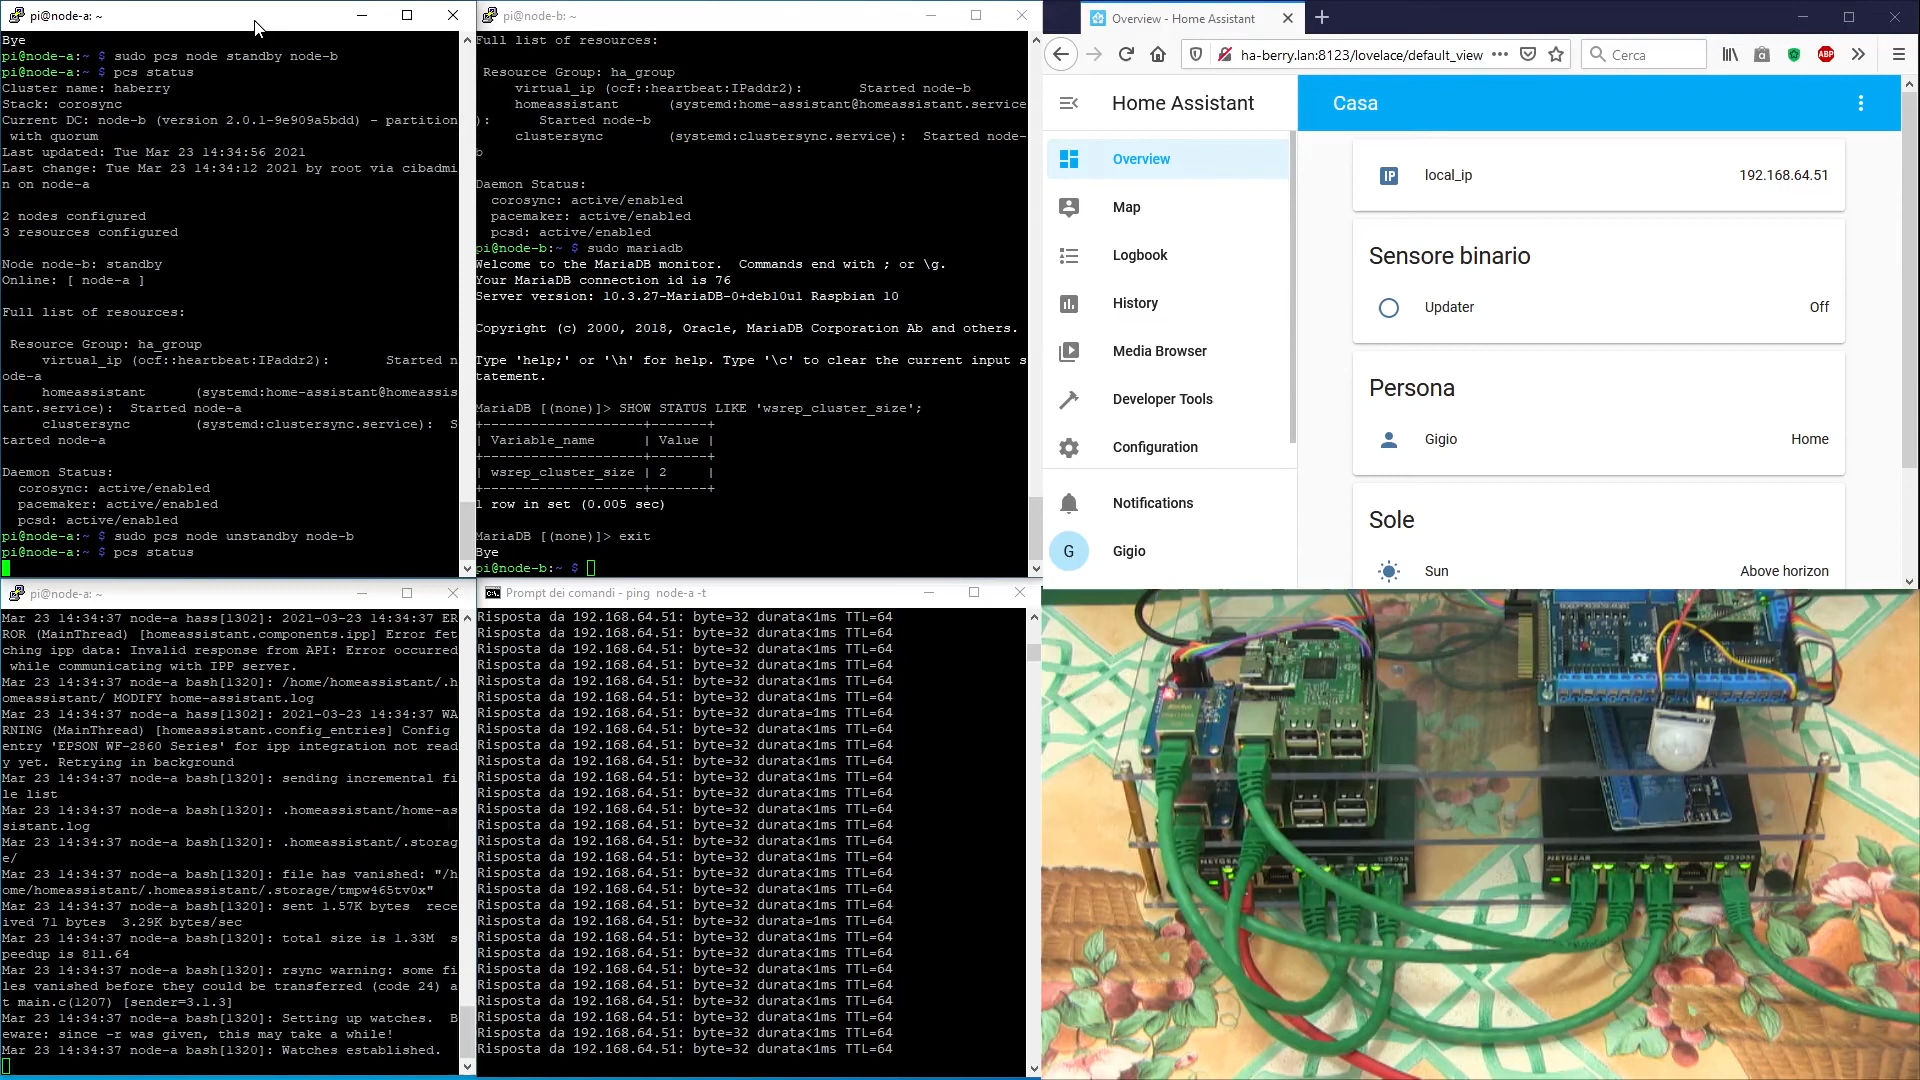 pi@node-a: ~
Bye
pi@node-a:~ $ sudo pcs node standby node-b
pi@node-a:~ $ pcs status
Cluster name: haberry
Stack: corosync
Current DC: node-b (version 2.0.1-9e909a5bdd) - partition
with quorum
Last updated: Tue Mar 23 14:34:56 2021
Last change: Tue Mar 23 14:34:12 2021 by root via cibadmi
n on node-a
2 nodes configured
3 resources configured
Node node-b: standby
Online: [ node-a ]
Full list of resources:
Resource Group: ha_group
virtual_ip (ocf::heartbeat:IPaddr2): Started n
ode-a
homeassistant (systemd:home-assistant@homeassis
tant.service): Started node-a
clustersync (systemd:clustersync.service): S
tarted node-a
Daemon Status:
corosync: active/enabled
pacemaker: active/enabled
pcsd: active/enabled
pi@node-a:~ $ sudo pcs node unstandby node-b
pi@node-a:~ $ pcs status
pi@node-b: ~
Full list of resources:
Resource Group: ha_group
virtual_ip (ocf::heartbeat:IPaddr2): Started node-b
homeassistant (systemd:home-assistant@homeassistant.service
): Started node-b
clustersync (systemd:clustersync.service): Started node-
b
Daemon Status:
corosync: active/enabled
pacemaker: active/enabled
pcsd: active/enabled
pi@node-b:~ $ sudo mariadb
Welcome to the MariaDB monitor. Commands end with ; or \g.
Your MariaDB connection id is 76
Server version: 10.3.27-MariaDB-0+deb10u1 Raspbian 10
Copyright (c) 2000, 2018, Oracle, MariaDB Corporation Ab and others.
Type 'help;' or '\h' for help. Type '\c' to clear the current input s
tatement.
MariaDB [(none)]> SHOW STATUS LIKE 'wsrep_cluster_size';
+--------------------+-------+
| Variable_name | Value |
+--------------------+-------+
| wsrep_cluster_size | 2 |
+--------------------+-------+
1 row in set (0.005 sec)
MariaDB [(none)]> exit
Bye
pi@node-b:~ $
Overview - Home Assistant
ha-berry.lan:8123/lovelace/default_view
Cerca
ABP
Home Assistant
Casa
Overview
Map
Logbook
History
Media Browser
Developer Tools
Configuration
Notifications
G Gigio
IP local_ip 192.168.64.51
Sensore binario
Updater Off
Persona
Gigio Home
Sole
Sun Above horizon
pi@node-a: ~
Mar 23 14:34:37 node-a hass[1302]: 2021-03-23 14:34:37 ER
ROR (MainThread) [homeassistant.components.ipp] Error fet
ching ipp data: Invalid response from API: Error occurred
while communicating with IPP server.
Mar 23 14:34:37 node-a bash[1320]: /home/homeassistant/.h
omeassistant/ MODIFY home-assistant.log
Mar 23 14:34:37 node-a hass[1302]: 2021-03-23 14:34:37 WA
RNING (MainThread) [homeassistant.config_entries] Config
entry 'EPSON WF-2860 Series' for ipp integration not read
y yet. Retrying in background
Mar 23 14:34:37 node-a bash[1320]: sending incremental fi
le list
Mar 23 14:34:37 node-a bash[1320]: .homeassistant/home-as
sistant.log
Mar 23 14:34:37 node-a bash[1320]: .homeassistant/.storag
e/
Mar 23 14:34:37 node-a bash[1320]: file has vanished: "/h
ome/homeassistant/.homeassistant/.storage/tmpw465tv0x"
Mar 23 14:34:37 node-a bash[1320]: sent 1.57K bytes rece
ived 71 bytes 3.29K bytes/sec
Mar 23 14:34:37 node-a bash[1320]: total size is 1.33M s
peedup is 811.64
Mar 23 14:34:37 node-a bash[1320]: rsync warning: some fi
les vanished before they could be transferred (code 24) a
t main.c(1207) [sender=3.1.3]
Mar 23 14:34:37 node-a bash[1320]: Setting up watches. B
eware: since -r was given, this may take a while!
Mar 23 14:34:37 node-a bash[1320]: Watches established.
Prompt dei comandi - ping node-a -t
Risposta da 192.168.64.51: byte=32 durata<1ms TTL=64
Risposta da 192.168.64.51: byte=32 durata<1ms TTL=64
Risposta da 192.168.64.51: byte=32 durata<1ms TTL=64
Risposta da 192.168.64.51: byte=32 durata<1ms TTL=64
Risposta da 192.168.64.51: byte=32 durata<1ms TTL=64
Risposta da 192.168.64.51: byte=32 durata<1ms TTL=64
Risposta da 192.168.64.51: byte=32 durata=1ms TTL=64
Risposta da 192.168.64.51: byte=32 durata<1ms TTL=64
Risposta da 192.168.64.51: byte=32 durata<1ms TTL=64
Risposta da 192.168.64.51: byte=32 durata<1ms TTL=64
Risposta da 192.168.64.51: byte=32 durata<1ms TTL=64
Risposta da 192.168.64.51: byte=32 durata<1ms TTL=64
Risposta da 192.168.64.51: byte=32 durata<1ms TTL=64
Risposta da 192.168.64.51: byte=32 durata<1ms TTL=64
Risposta da 192.168.64.51: byte=32 durata<1ms TTL=64
Risposta da 192.168.64.51: byte=32 durata<1ms TTL=64
Risposta da 192.168.64.51: byte=32 durata<1ms TTL=64
Risposta da 192.168.64.51: byte=32 durata<1ms TTL=64
Risposta da 192.168.64.51: byte=32 durata<1ms TTL=64
Risposta da 192.168.64.51: byte=32 durata=1ms TTL=64
Risposta da 192.168.64.51: byte=32 durata<1ms TTL=64
Risposta da 192.168.64.51: byte=32 durata<1ms TTL=64
Risposta da 192.168.64.51: byte=32 durata<1ms TTL=64
Risposta da 192.168.64.51: byte=32 durata<1ms TTL=64
Risposta da 192.168.64.51: byte=32 durata<1ms TTL=64
Risposta da 192.168.64.51: byte=32 durata<1ms TTL=64
Risposta da 192.168.64.51: byte=32 durata<1ms TTL=64
Risposta da 192.168.64.51: byte=32 durata<1ms TTL=64
NETGEAR
NETGEAR